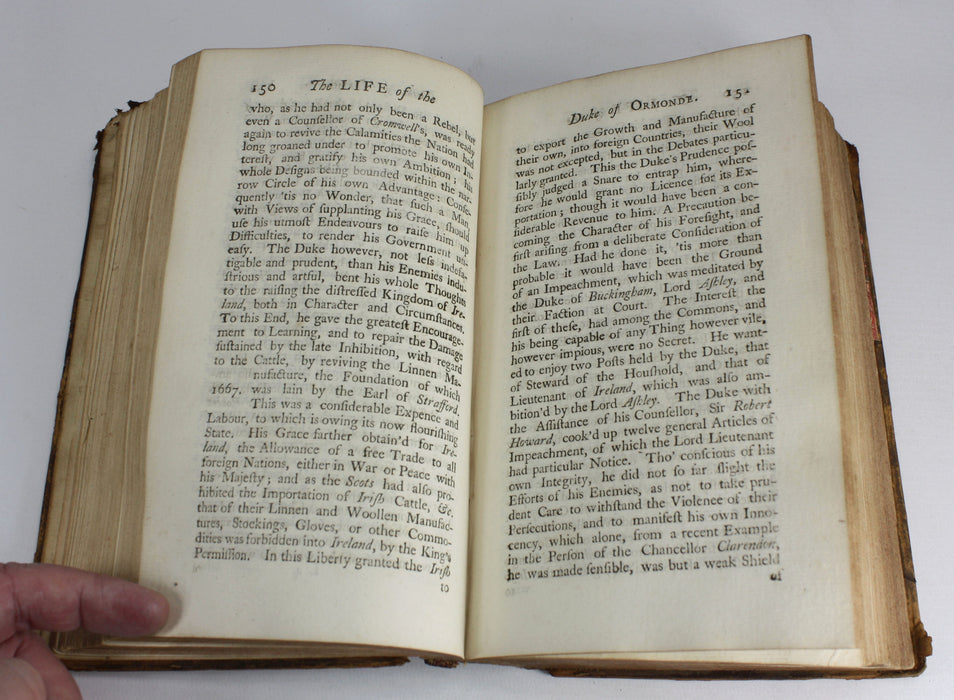 150 The LIFE of the
who, as he had not only been a Rebel, but
even a Counſellor of Cromwell's, was ready
again to revive the Calamities the Nation had
long groaned under to promote his own In-
tereſt, and gratify his own Ambition; his
whole Deſigns being bounded within the nar-
row Circle of his own Advantage: Conſe-
quently 'tis no Wonder, that ſuch a Man,
with Views of ſupplanting his Grace, ſhould
uſe his utmoſt Endeavours to raiſe him up
Difficulties, to render his Government un-
eaſy. The Duke however, not leſs indefa-
tigable and prudent, than his Enemies indu-
ſtrious and artful, bent his whole Thoughts
to the raiſing the diſtreſſed Kingdom of Ire-
land, both in Character and Circumſtances.
To this End, he gave the greateſt Encourage-
ment to Learning, and to repair the Damage
ſuſtained by the late Inhibition, with regard
to the Cattle, by reviving the Linnen Ma-
nufacture, the Foundation of which
1667. was lain by the Earl of Strafford.
This was a conſiderable Expence and
Labour, to which is owing its now flouriſhing
State. His Grace farther obtain'd for Ire-
land, the Allowance of a free Trade to all
foreign Nations, either in War or Peace with
his Majeſty; and as the Scots had alſo pro-
hibited the Importation of Iriſh Cattle, &c.
that of their Linnen and Woollen Manufac-
tures, Stockings, Gloves, or other Commo-
dities was forbidden into Ireland, by the King's
Permiſſion. In this Liberty granted the Iriſh
to
Duke of ORMONDE. 15
to export the Growth and Manufacture of
their own, into foreign Countries, their Wool
was not excepted, but in the Debates particu-
larly granted. This the Duke's Prudence poſ-
ſibly judged a Snare to entrap him, where-
fore he would grant no Licence for its Ex-
portation; though it would have been a con-
ſiderable Revenue to him. A Precaution be-
coming the Character of his Foreſight, and
firſt ariſing from a deliberate Conſideration of
the Law. Had he done it, 'tis more than
probable it would have been the Ground
of an Impeachment, which was meditated by
the Duke of Buckingham, Lord Aſhley, and
their Faction at Court. The Intereſt the
firſt of theſe, had among the Commons, and
his being capable of any Thing however vile,
however impious, were no Secret. He want-
ed to enjoy two Poſts held by the Duke, that
of Steward of the Houſhold, and that of
Lieutenant of Ireland, which was alſo am-
bition'd by the Lord Aſhley. The Duke with
the Aſſiſtance of his Counſellor, Sir Robert
Howard, cook'd up twelve general Articles of
Impeachment, of which the Lord Lieutenant
had particular Notice. Tho' conſcious of his
own Integrity, he did not ſo far ſlight the
Efforts of his Enemies, as not to take pru-
dent Care to withſtand the Violence of their
Perſecutions, and to manifeſt his own Inno-
cency, which alone, from a recent Example
in the Perſon of the Chancellor Clarendon,
he was made ſenſible, was but a weak Shield
of